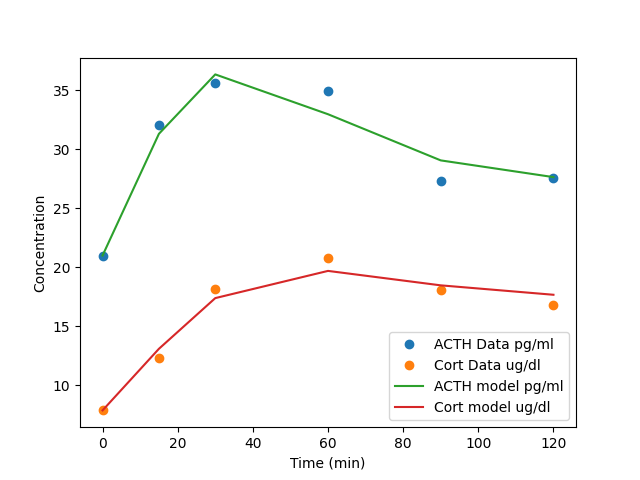 35
30
25
20
15
10
Concentration
ACTH Data pg/ml
Cort Data ug/dl
ACTH model pg/ml
Cort model ug/dl
0 20 40 60 80 100 120
Time (min)